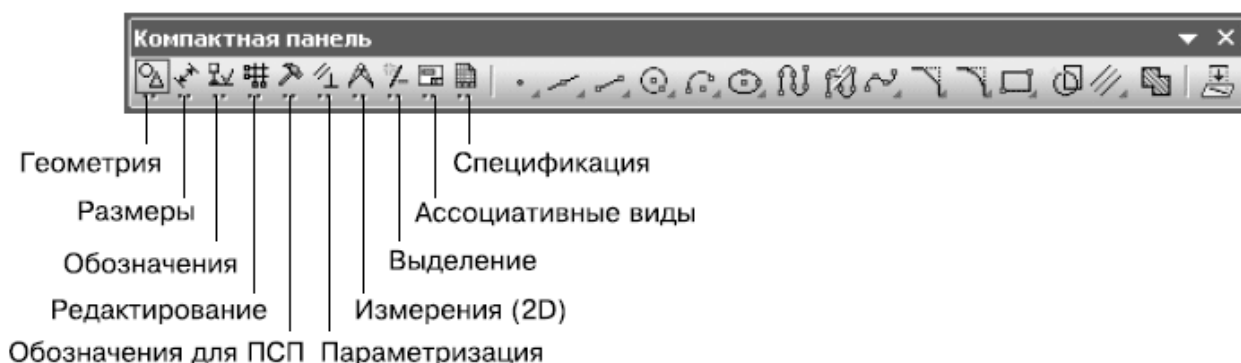 Компактная панель
Геометрия
Спецификация
Размеры
Ассоциативные виды
Обозначения
Выделение
Редактирование
Измерения (2D)
Обозначения для ПСП
Параметризация